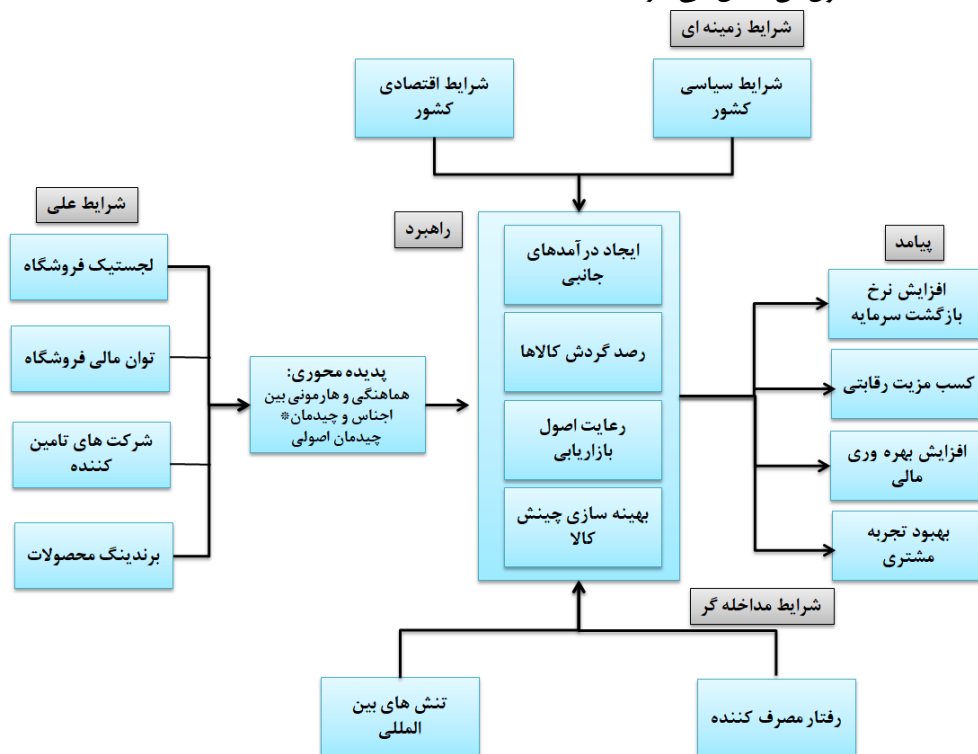 شرایط زمینه ای
شرایط سیاسی
کشور
شرایط اقتصادی
کشور
شرایط علی
لجستیک فروشگاه
توان مالی فروشگاه
شرکت های تامین
کننده
برندینگ محصولات
پدیده محوری:
هماهنگی و هارمونی بین
اجناس و چیدمان*
چیدمان اصولی
راهبرد
ایجاد درآمدهای
جانبی
رصد گردش کالاها
رعایت اصول
بازاریابی
بهینه سازی چینش
کالا
پیامد
افزایش نرخ
بازگشت سرمایه
کسب مزیت رقابتی
افزایش بهره وری
مالی
بهبود تجربه
مشتری
شرایط مداخله گر
رفتار مصرف کننده
تنش های بین
المللی